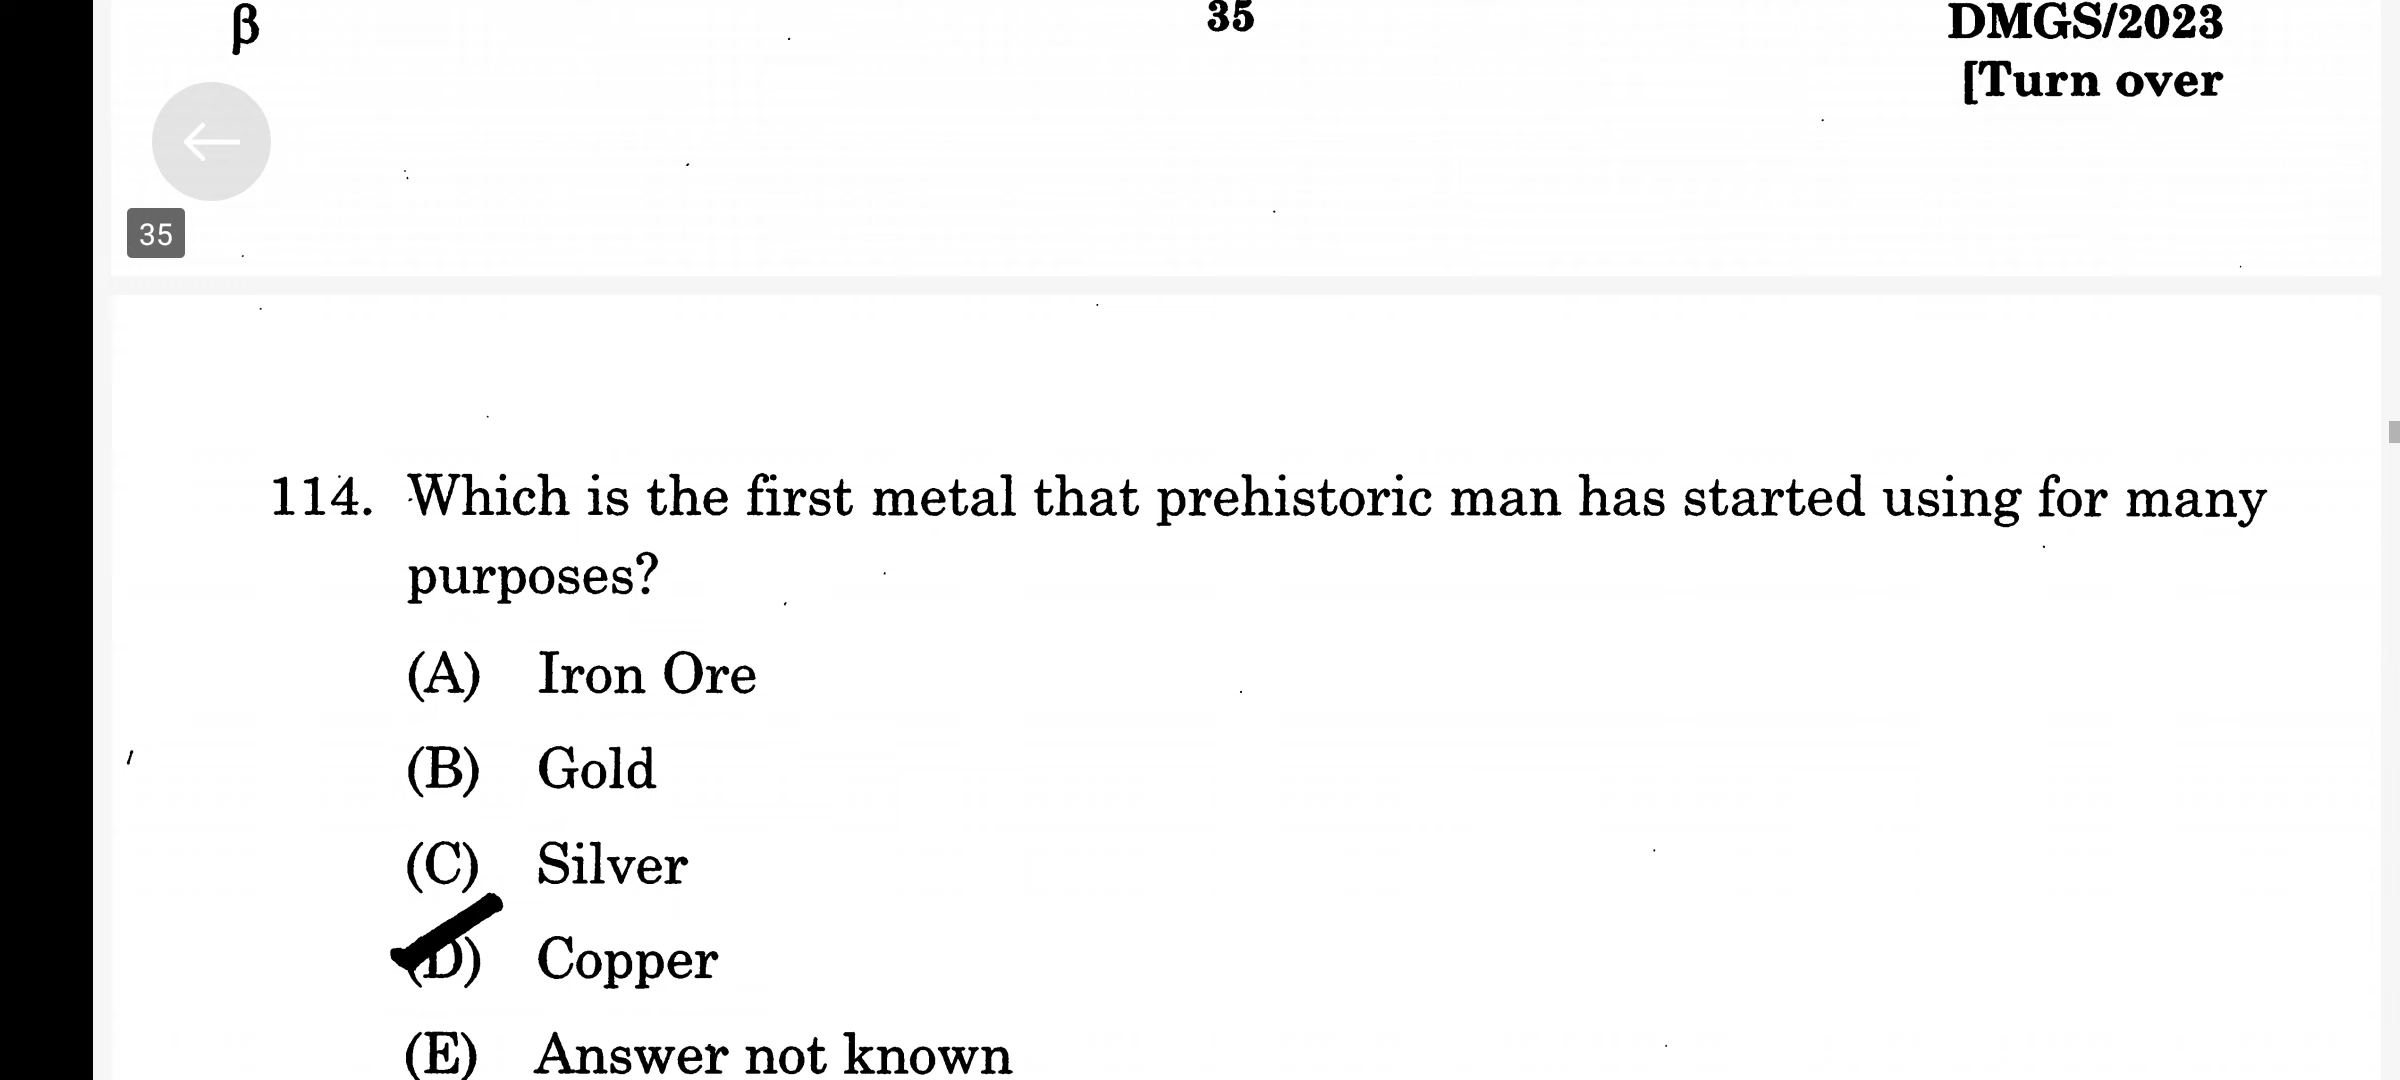 β 35 DMGS/2023
[Turn over
35
114. Which is the first metal that prehistoric man has started using for many
purposes?
(A) Iron Ore
(B) Gold
(C) Silver
(D) Copper
(E) Answer not known